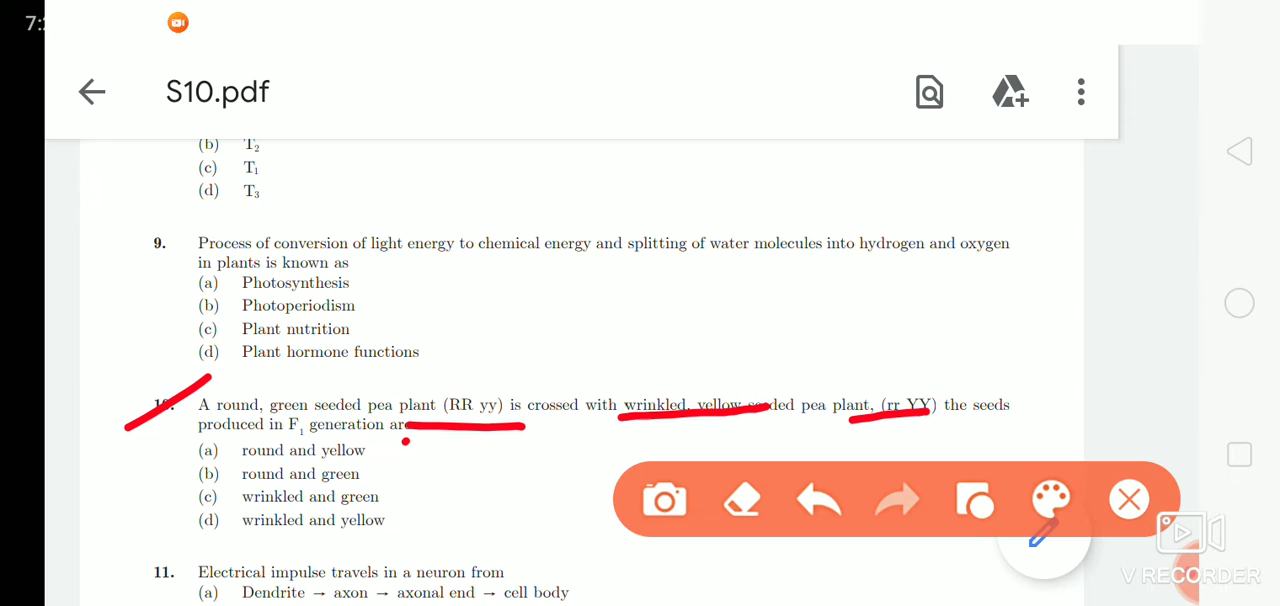 7:
S10.pdf
(b) T₂
(c) T₁
(d) T₃
9. Process of conversion of light energy to chemical energy and splitting of water molecules into hydrogen and oxygen
in plants is known as
(a) Photosynthesis
(b) Photoperiodism
(c) Plant nutrition
(d) Plant hormone functions
10. A round, green seeded pea plant (RR yy) is crossed with wrinkled, yellow seeded pea plant, (rr YY) the seeds
produced in F₁ generation are
(a) round and yellow
(b) round and green
(c) wrinkled and green
(d) wrinkled and yellow
11. Electrical impulse travels in a neuron from
(a) Dendrite → axon → axonal end → cell body
V RECORDER